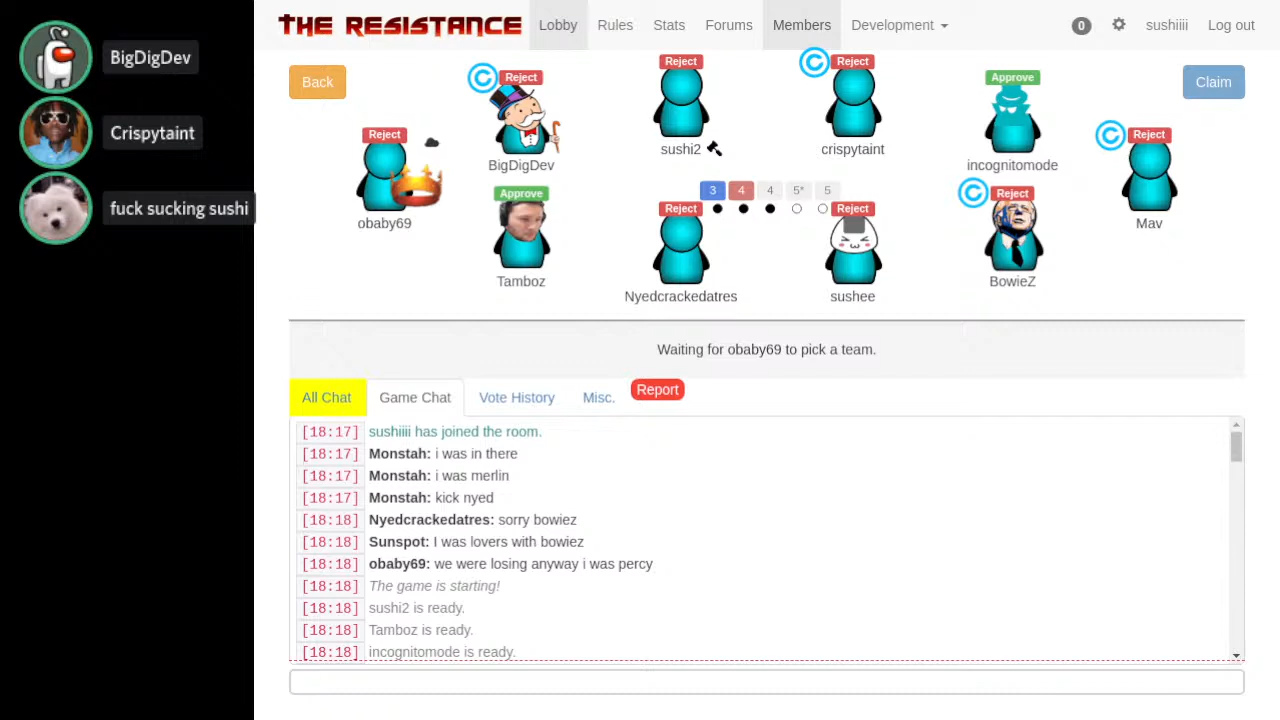 BigDigDev
Crispytaint
fuck sucking sushi
THE RESISTANCE
Lobby
Rules
Stats
Forums
Members
Development
0
sushiiii
Log out
Back
Claim
Reject
obaby69
C
Reject
BigDigDev
Reject
sushi2
C
Reject
crispytaint
Approve
incognitomode
C
Reject
Mav
Approve
Tamboz
3 4 4 5* 5
Reject
Nyedcrackedatres
Reject
sushee
C
Reject
BowieZ
Waiting for obaby69 to pick a team.
All Chat
Game Chat
Vote History
Misc.
Report
[18:17] sushiiii has joined the room.
[18:17] Monstah: i was in there
[18:17] Monstah: i was merlin
[18:17] Monstah: kick nyed
[18:18] Nyedcrackedatres: sorry bowiez
[18:18] Sunspot: I was lovers with bowiez
[18:18] obaby69: we were losing anyway i was percy
[18:18] The game is starting!
[18:18] sushi2 is ready.
[18:18] Tamboz is ready.
[18:18] incognitomode is ready.